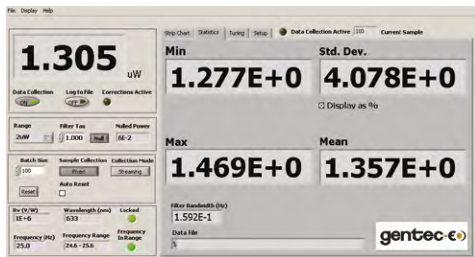 File Display Help
1.305 uW
Data Collection Log to File Corrections Active
ON OFF
Range Filter Tau Nulled Power
2uW 1.000 Null 6E-2
Batch Size Sample Collection Collection Mode
100 Fixed Streaming
Auto Reset
Reset
Rv (V/W) Wavelength (nm) Locked
1E+6 633
Frequency (Hz) Frequency Range Frequency In Range
25.0 24.6 - 25.6
Strip Chart Statistics Tuning Setup Data Collection Active 100 Current Sample
Min Std. Dev.
1.277E+0 4.078E+0
Display as %
Max Mean
1.469E+0 1.357E+0
Filter Bandwidth (Hz)
1.592E-1
Data File
gentec-eo